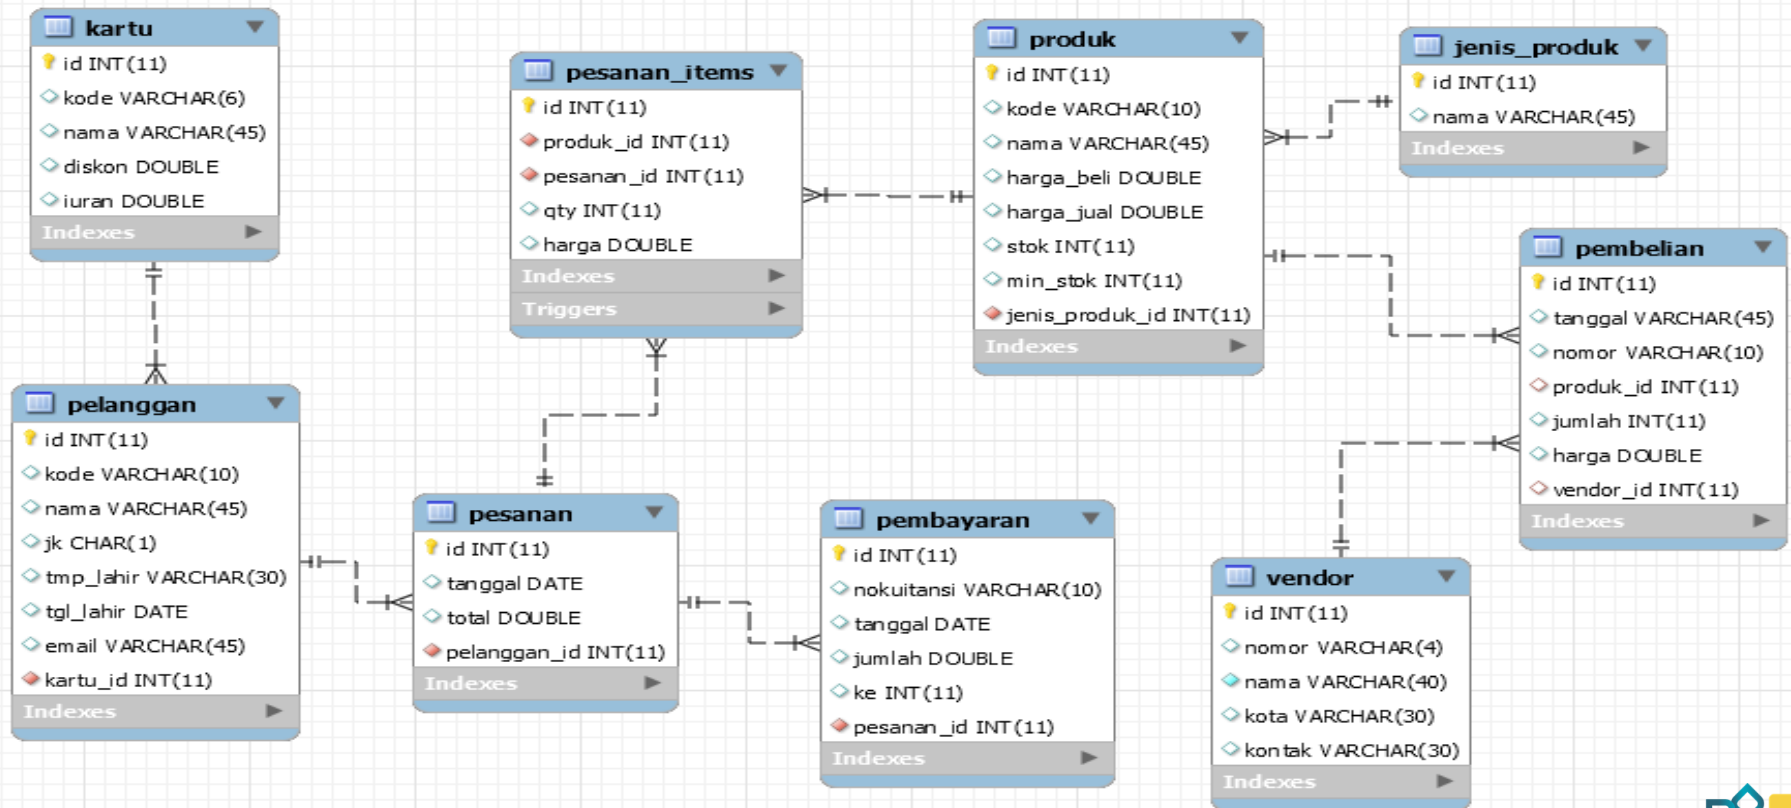 kartu
id INT(11)
kode VARCHAR(6)
nama VARCHAR(45)
diskon DOUBLE
iuran DOUBLE
Indexes
pesanan_items
id INT(11)
produk_id INT(11)
pesanan_id INT(11)
qty INT(11)
harga DOUBLE
Indexes
Triggers
produk
id INT(11)
kode VARCHAR(10)
nama VARCHAR(45)
harga_beli DOUBLE
harga_jual DOUBLE
stok INT(11)
min_stok INT(11)
jenis_produk_id INT(11)
Indexes
jenis_produk
id INT(11)
nama VARCHAR(45)
Indexes
pembelian
id INT(11)
tanggal VARCHAR(45)
nomor VARCHAR(10)
produk_id INT(11)
jumlah INT(11)
harga DOUBLE
vendor_id INT(11)
Indexes
pelanggan
id INT(11)
kode VARCHAR(10)
nama VARCHAR(45)
jk CHAR(1)
tmp_lahir VARCHAR(30)
tgl_lahir DATE
email VARCHAR(45)
kartu_id INT(11)
Indexes
pesanan
id INT(11)
tanggal DATE
total DOUBLE
pelanggan_id INT(11)
Indexes
pembayaran
id INT(11)
nokuitansi VARCHAR(10)
tanggal DATE
jumlah DOUBLE
ke INT(11)
pesanan_id INT(11)
Indexes
vendor
id INT(11)
nomor VARCHAR(4)
nama VARCHAR(40)
kota VARCHAR(30)
kontak VARCHAR(30)
Indexes